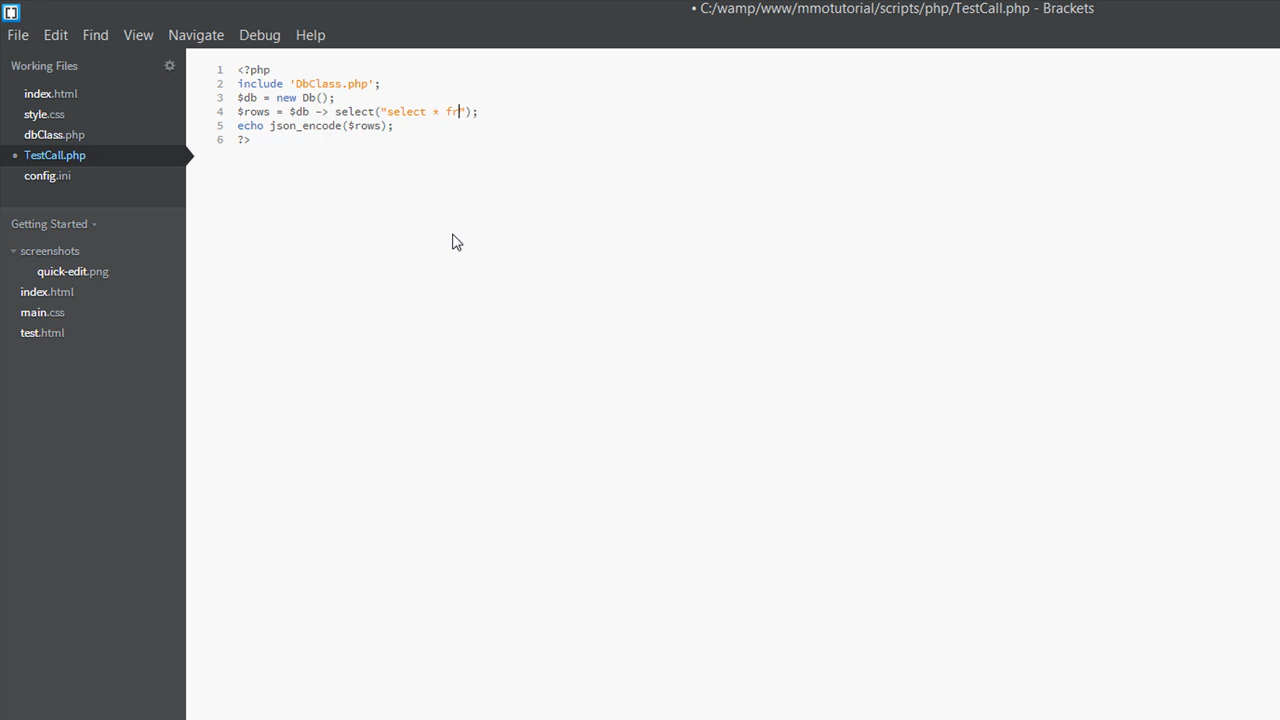 • C:/wamp/www/mmotutorial/scripts/php/TestCall.php - Brackets
File Edit Find View Navigate Debug Help
Working Files
index.html
style.css
dbClass.php
• TestCall.php
config.ini
Getting Started
screenshots
quick-edit.png
index.html
main.css
test.html
1 <?php
2 include 'DbClass.php';
3 $db = new Db();
4 $rows = $db -> select("select * fr");
5 echo json_encode($rows);
6 ?>